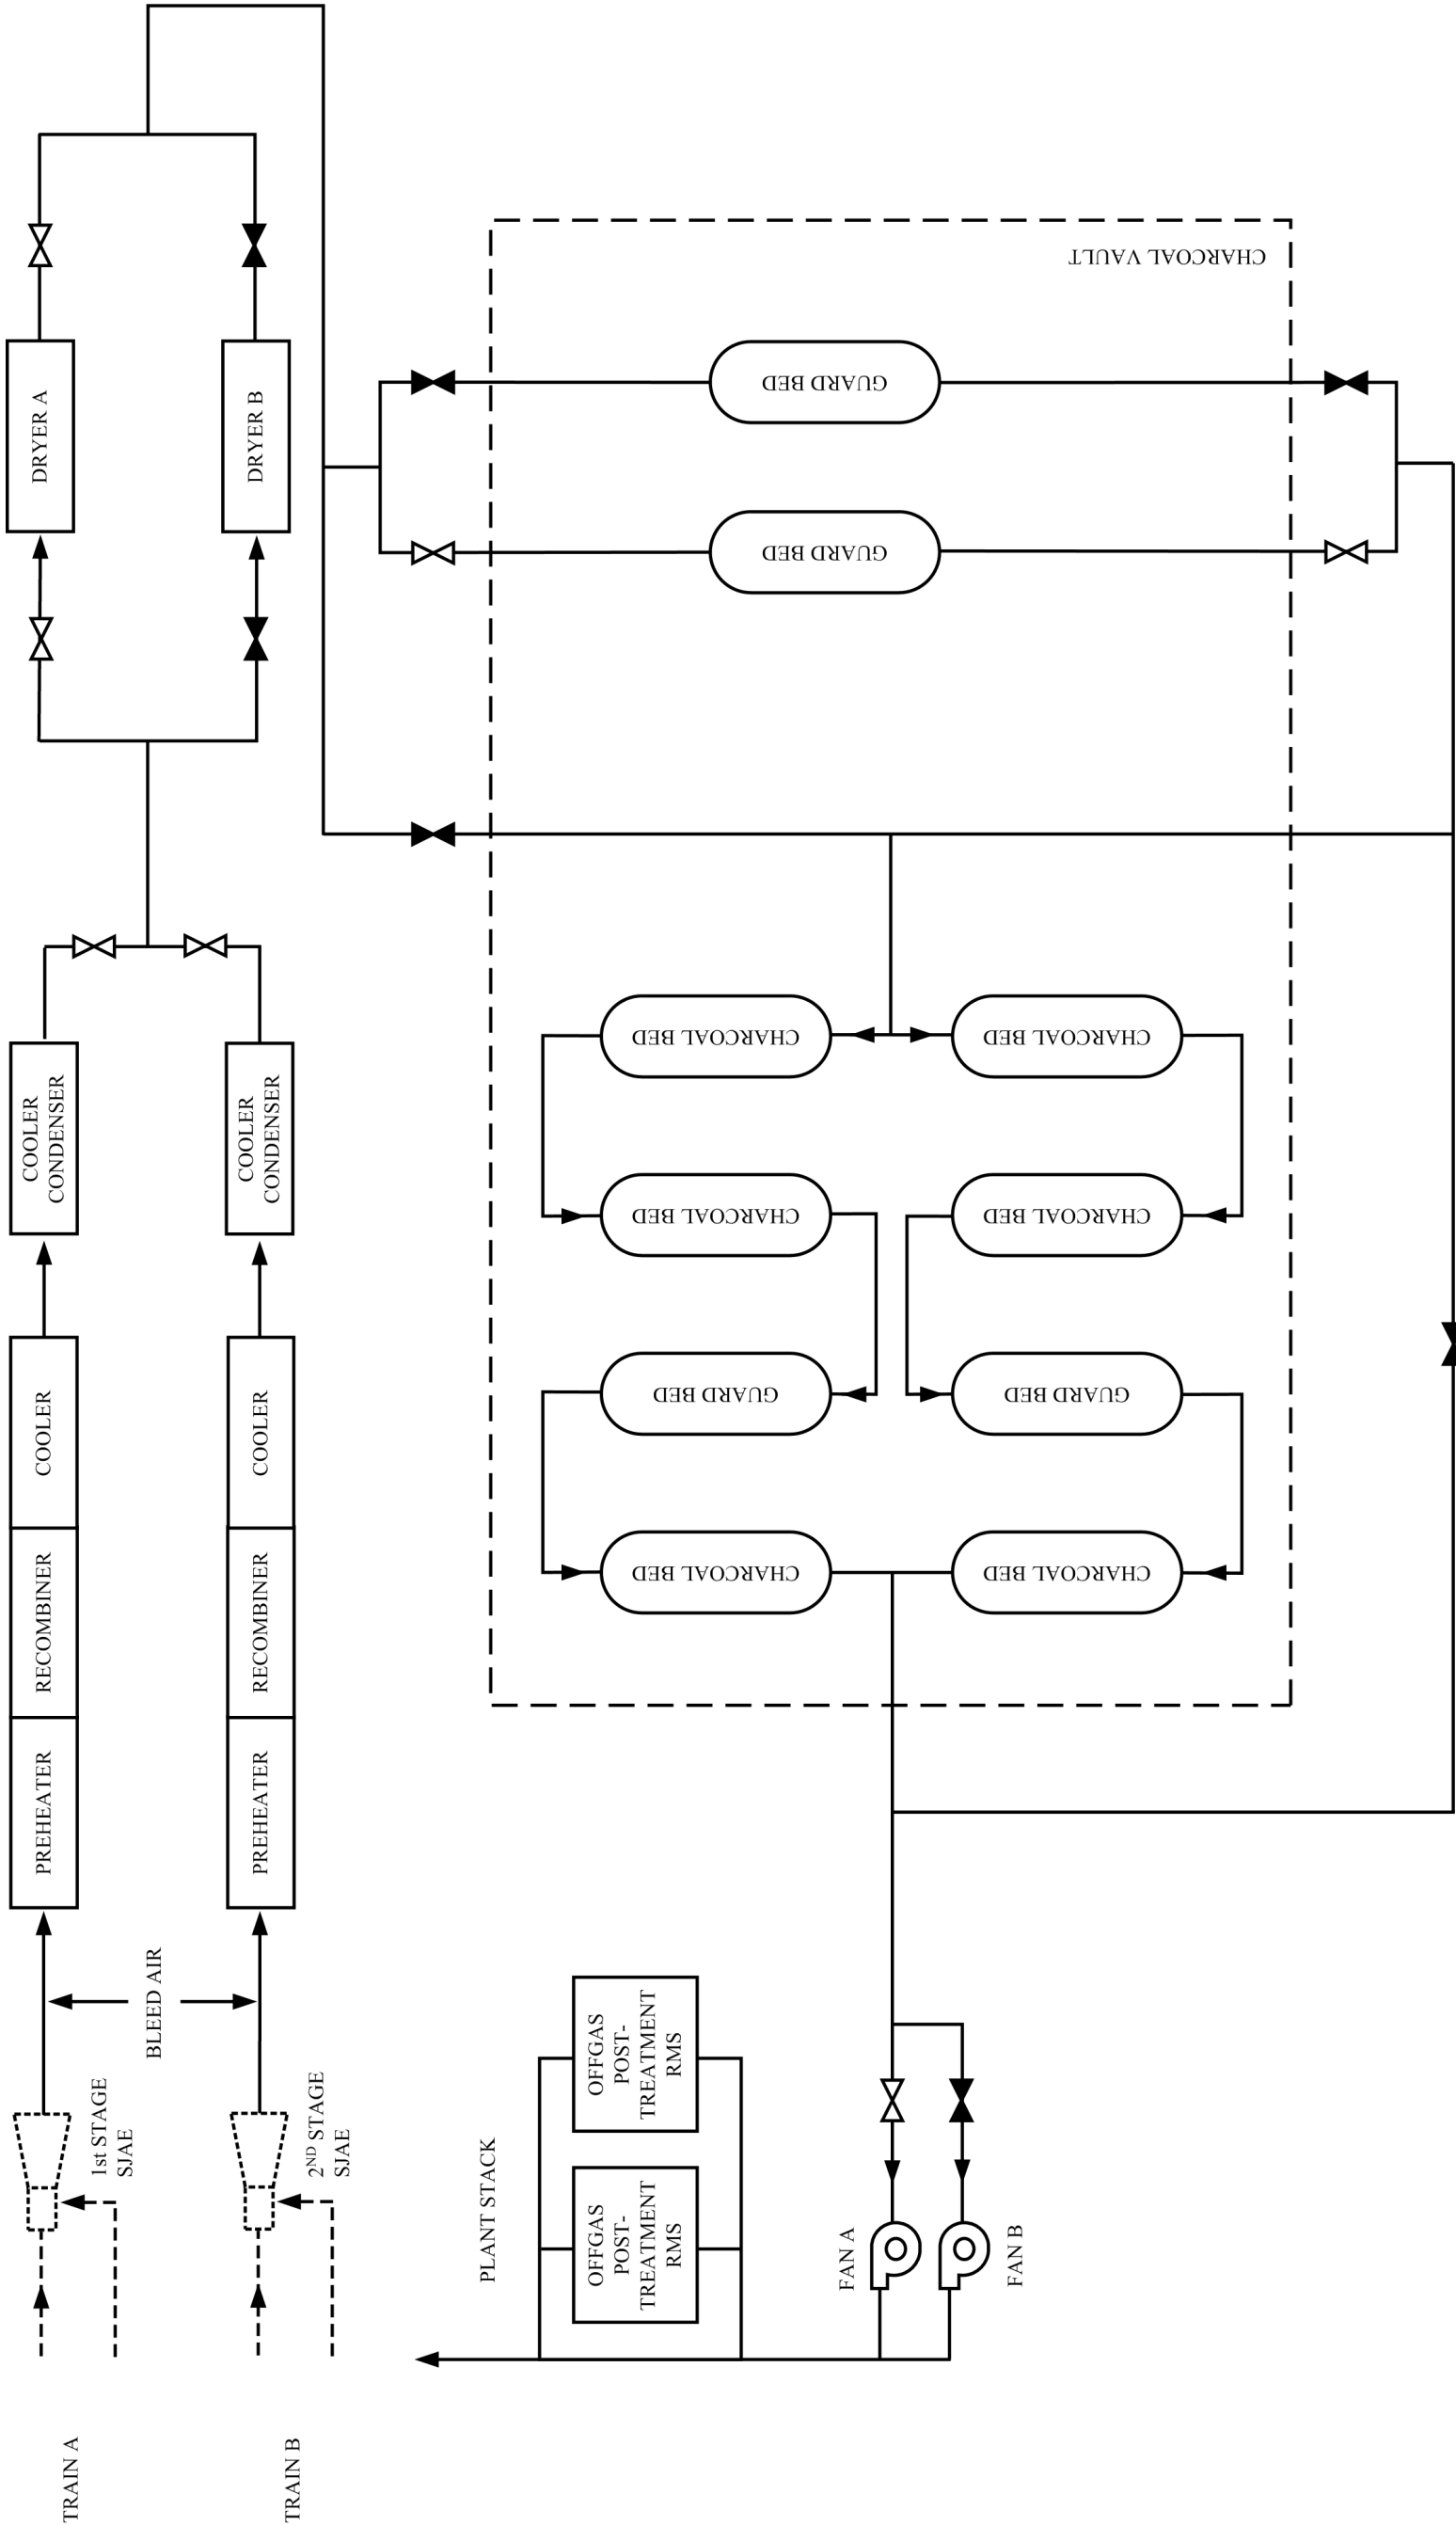 DRYER A
DRYER B
CHARCOAL VAULT
GUARD BED
GUARD BED
COOLER
CONDENSER
COOLER
CONDENSER
CHARCOAL BED
CHARCOAL BED
CHARCOAL BED
CHARCOAL BED
GUARD BED
GUARD BED
CHARCOAL BED
CHARCOAL BED
COOLER
RECOMBINER
PREHEATER
COOLER
RECOMBINER
PREHEATER
BLEED AIR
1st STAGE
SJAE
2ND STAGE
SJAE
TRAIN A
TRAIN B
PLANT STACK
OFFGAS
POST-
TREATMENT
RMS
OFFGAS
POST-
TREATMENT
RMS
FAN A
FAN B